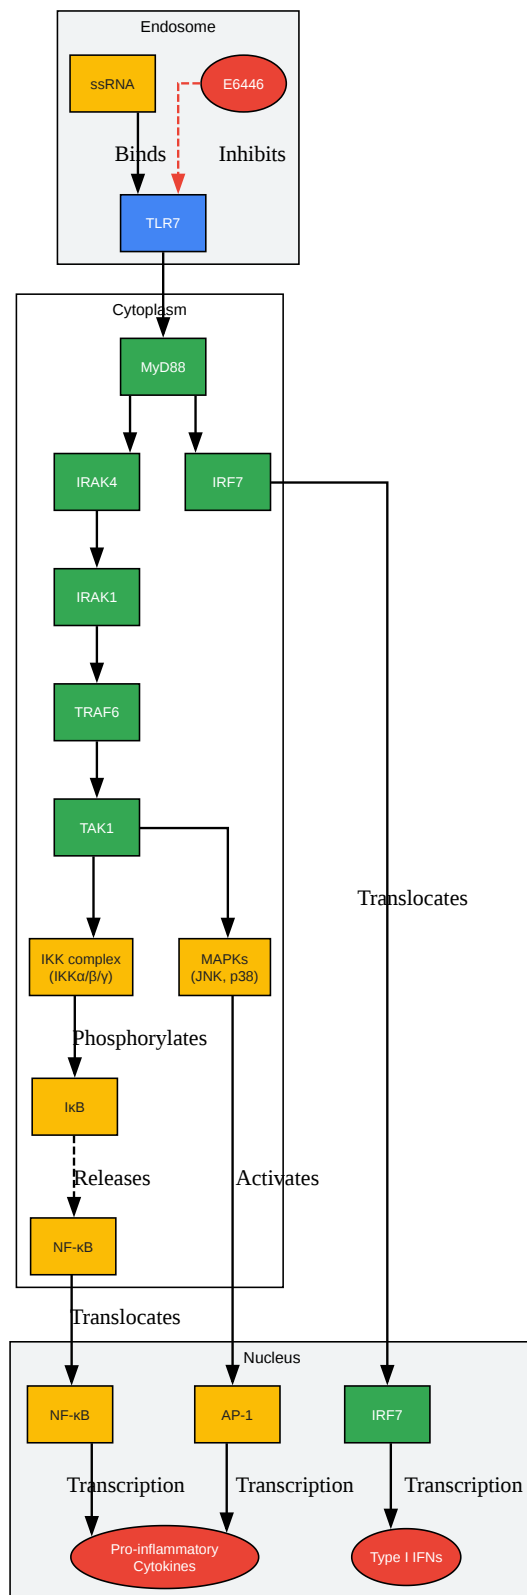 Endosome
ssRNA
E6446
Binds
Inhibits
TLR7
Cytoplasm
MyD88
IRAK4
IRF7
IRAK1
TRAF6
TAK1
Translocates
IKK complex
(IKKα/β/γ)
MAPKs
(JNK, p38)
Phosphorylates
IκB
Releases
Activates
NF-κB
Translocates
Nucleus
NF-κB
AP-1
IRF7
Transcription
Transcription
Transcription
Pro-inflammatory
Cytokines
Type I IFNs